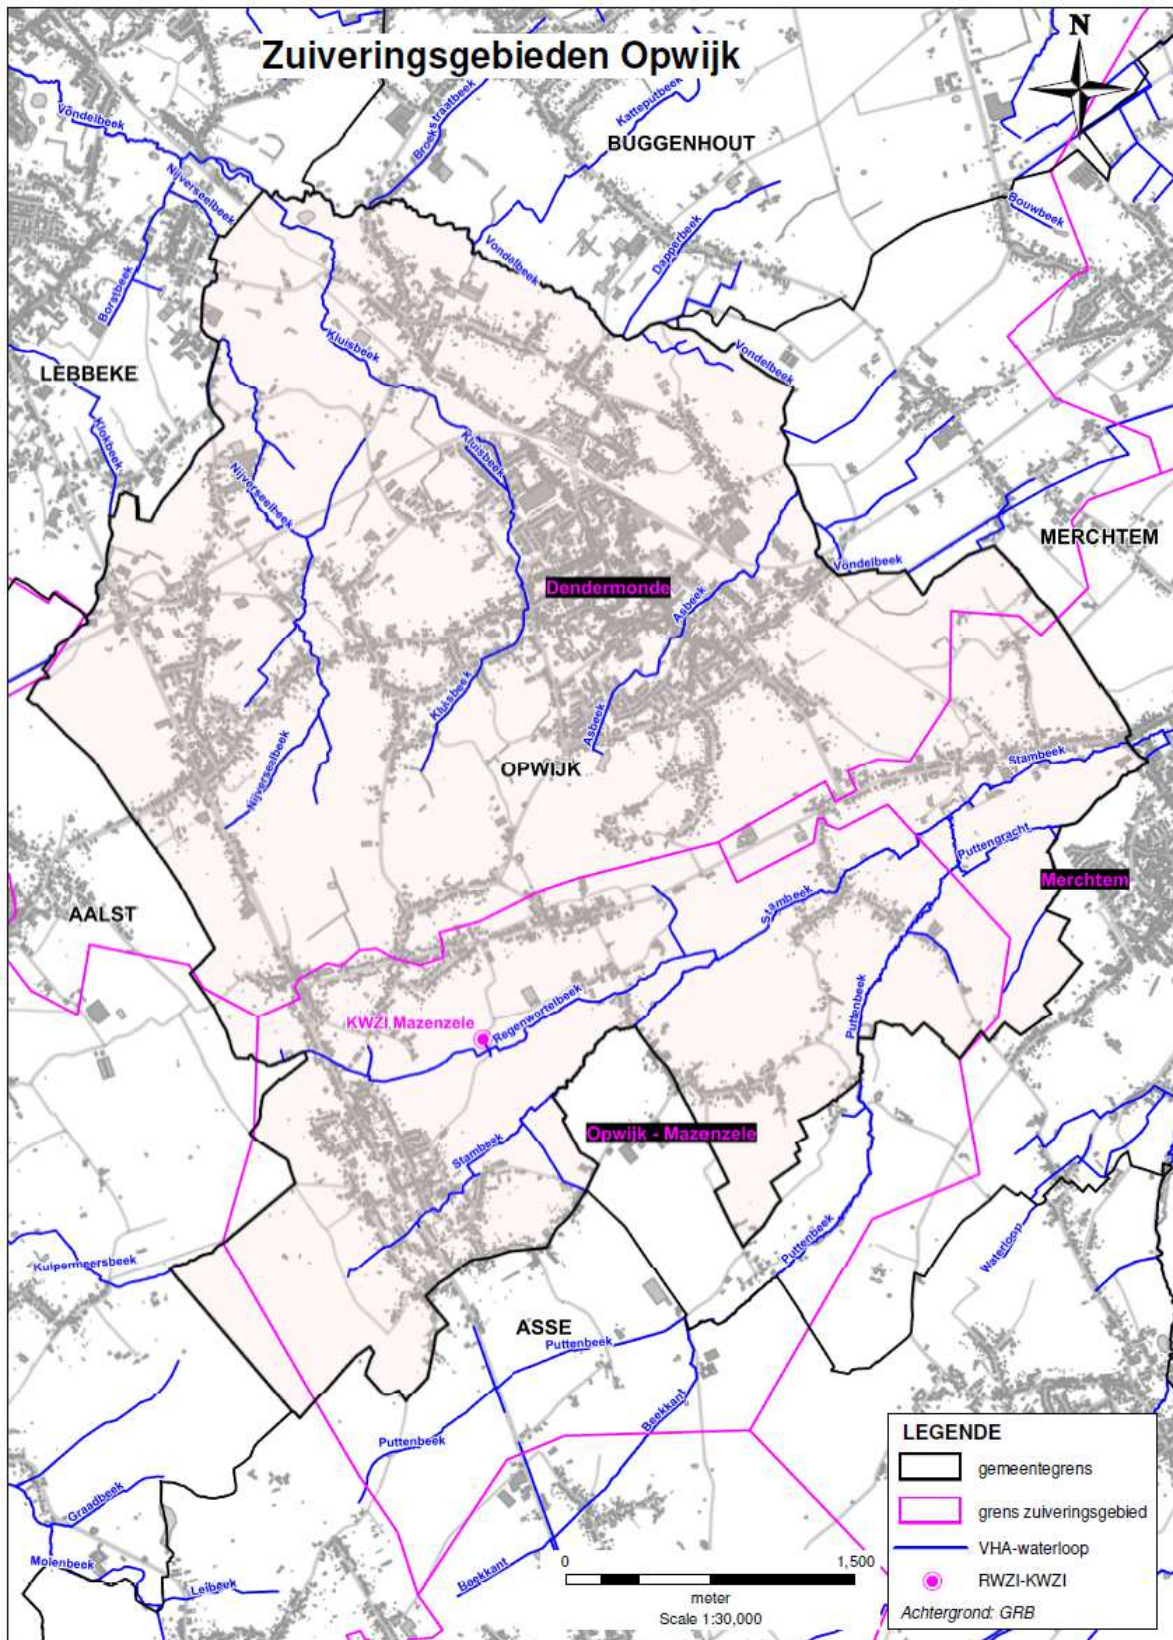 Zuiveringsgebieden Opwijk
N
Vondelbeek
Broekstraatbeek
Katteputbeek
BUGGENHOUT
Nijverseelbeek
Bouwbeek
Vondelbeek
Dapperbeek
Borstbeek
Kluisbeek
Vondelbeek
LEBBEKE
Klokbeek
Kluisbeek
Nijverseelbeek
MERCHTEM
Vondelbeek
Dendermonde
Asbeek
Kluisbeek
Asbeek
Nijverseelbeek
OPWIJK
Stambeek
Puttengracht
Merchtem
Stambeek
AALST
Puttenbeek
Regenwortelbeek
KWZI Mazenzele
Opwijk - Mazenzele
Stambeek
Puttenbeek
Waterloop
Kuipermeersbeek
ASSE
Puttenbeek
Beekkant
Puttenbeek
Graadbeek
Molenbeek
Leibeek
Beekkant
0 1,500
meter
Scale 1:30,000
LEGENDE
gemeentegrens
grens zuiveringsgebied
VHA-waterloop
RWZI-KWZI
Achtergrond: GRB